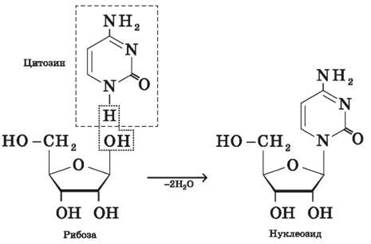 NH₂
Цитозин
N
N
O
H
HO—CH₂
OH
O
OH OH
Рибоза
−2H₂O
NH₂
N
N
O
HO—CH₂
O
OH OH
Нуклеозид